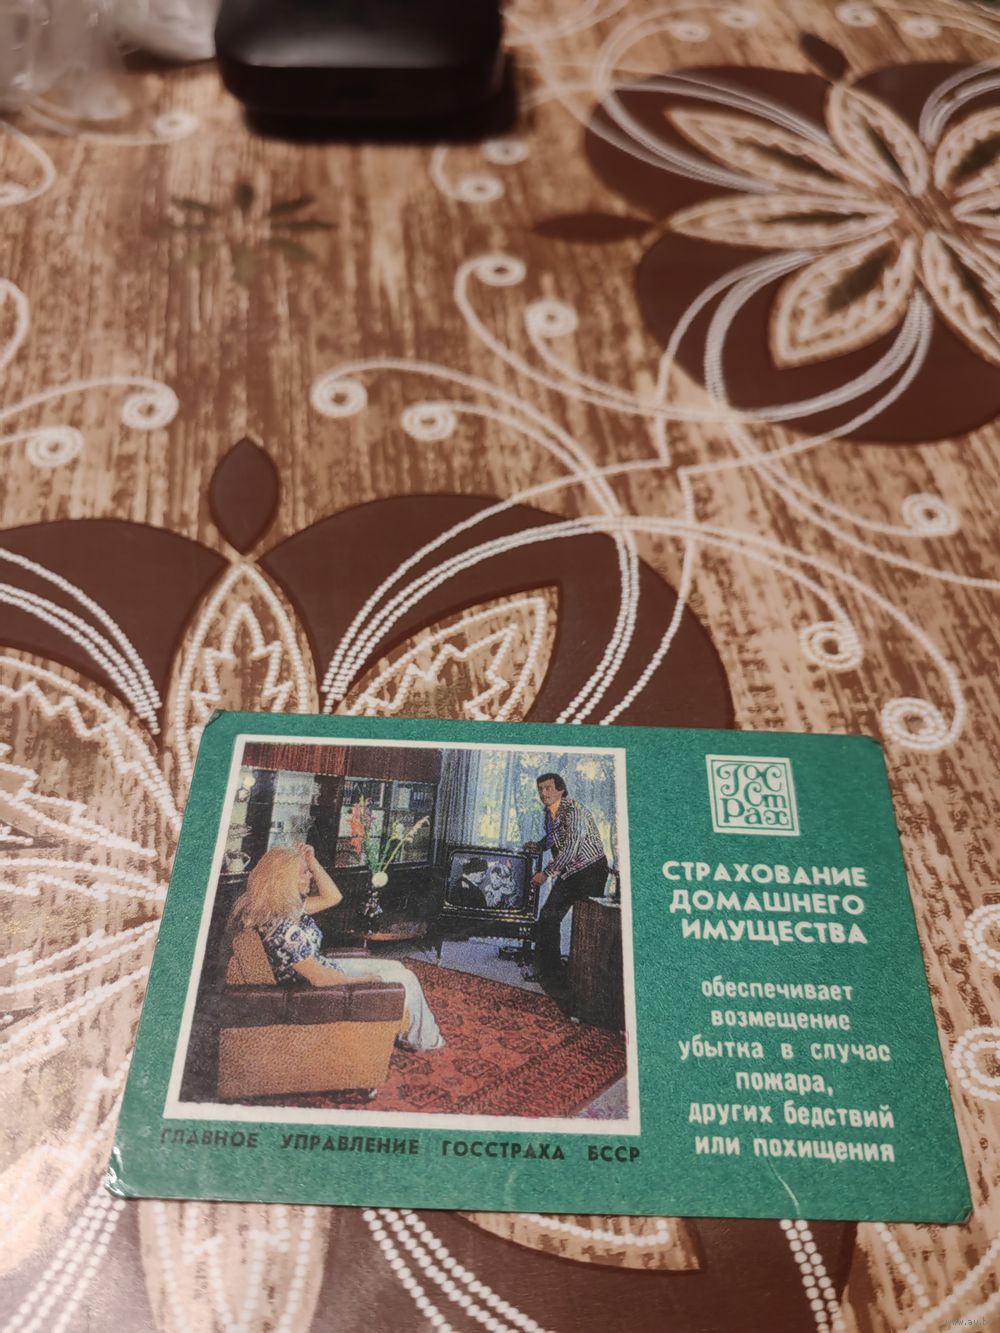 Гос
Ст
Рах
СТРАХОВАНИЕ
ДОМАШНЕГО
ИМУЩЕСТВА
обеспечивает
возмещение
убытка в случае
пожара,
других бедствий
или похищения
ГЛАВНОЕ УПРАВЛЕНИЕ ГОССТРАХА БССР